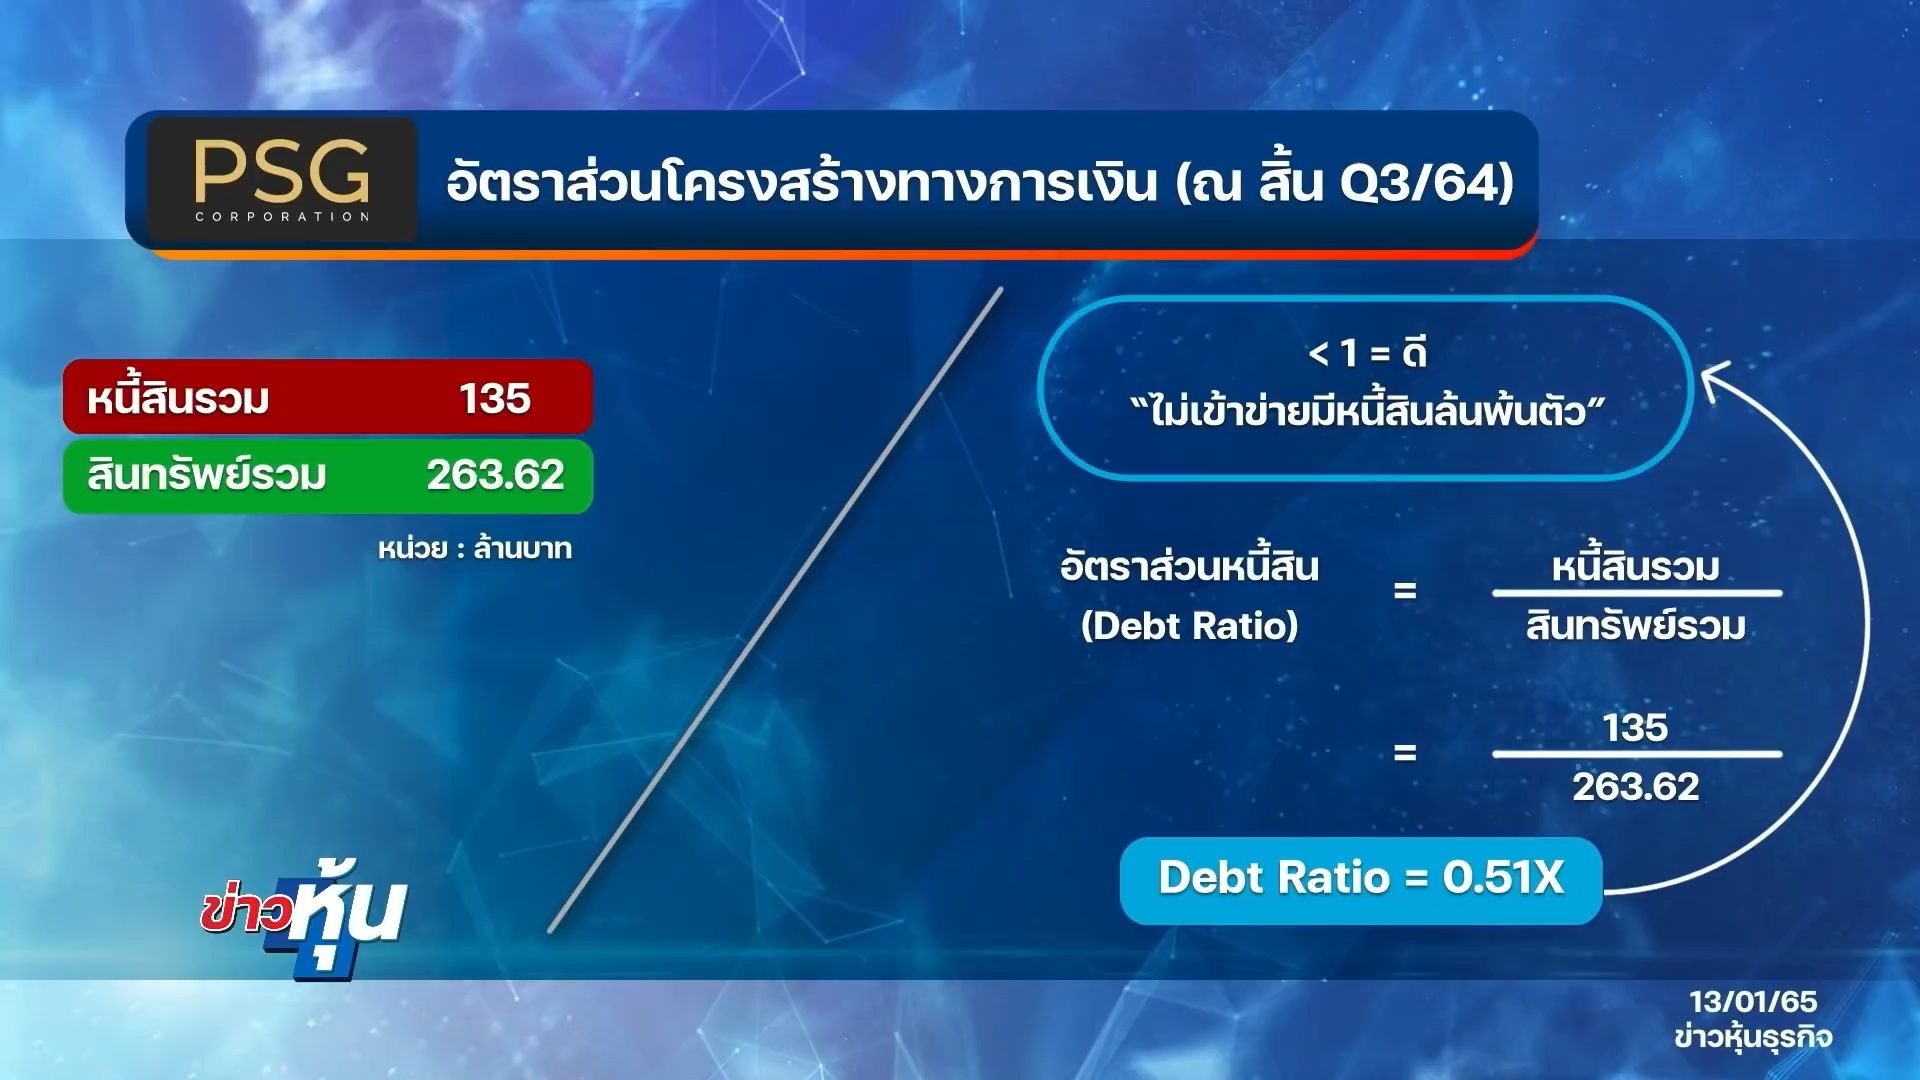 PSG
CORPORATION
อัตราส่วนโครงสร้างทางการเงิน (ณ สิ้น Q3/64)
หนี้สินรวม 135
สินทรัพย์รวม 263.62
หน่วย : ล้านบาท
< 1 = ดี
“ไม่เข้าข่ายมีหนี้สินล้นพ้นตัว”
อัตราส่วนหนี้สิน
(Debt Ratio)
=
หนี้สินรวม
สินทรัพย์รวม
=
135
263.62
Debt Ratio = 0.51X
ข่าวหุ้น
13/01/65
ข่าวหุ้นธุรกิจ